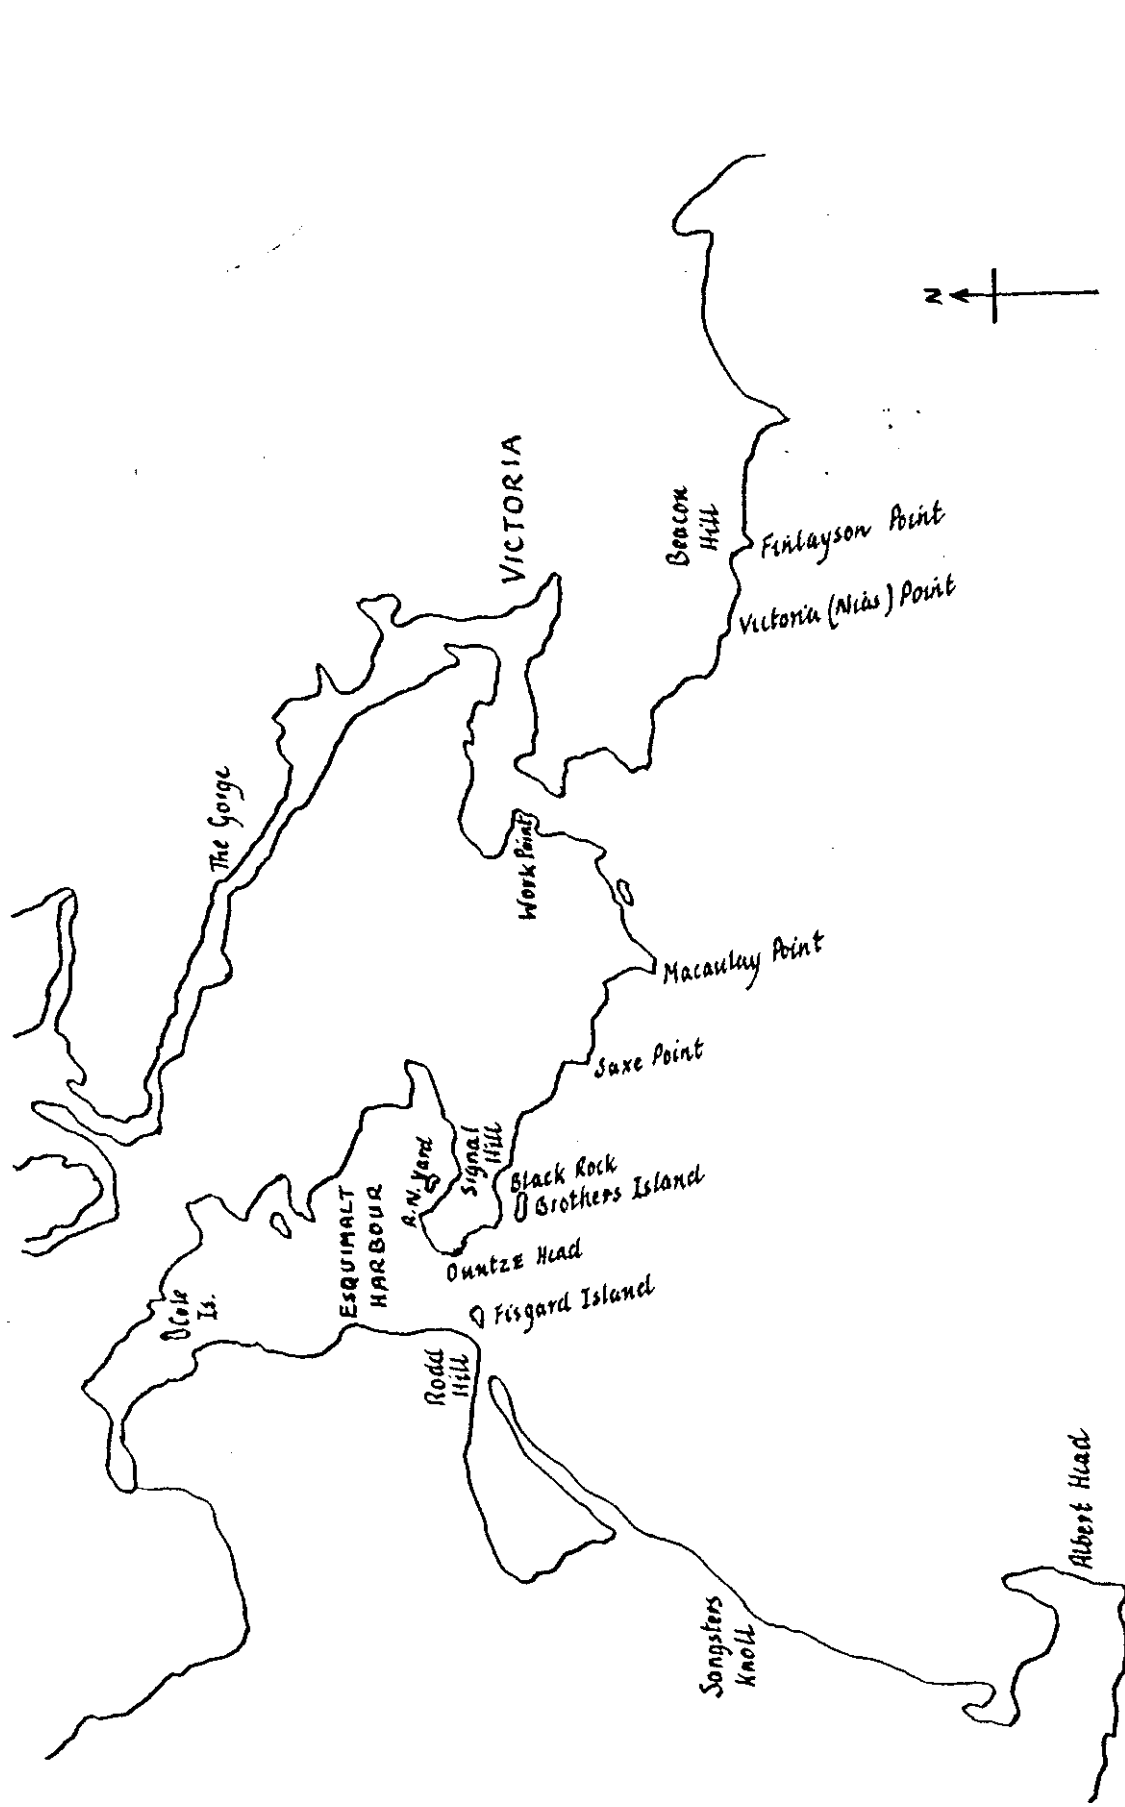 The Gorge
VICTORIA
Cole
Is.
ESQUIMALT
HARBOUR
R.N. Yard
Signal
Hill
Work Point
Beacon
Hill
Finlayson Point
Victoria (Nias) Point
Macaulay Point
Saxe Point
Black Rock
Brothers Island
Duntze Head
Fisgard Island
Rodd
Hill
Sangsters
Knoll
Albert Head
N